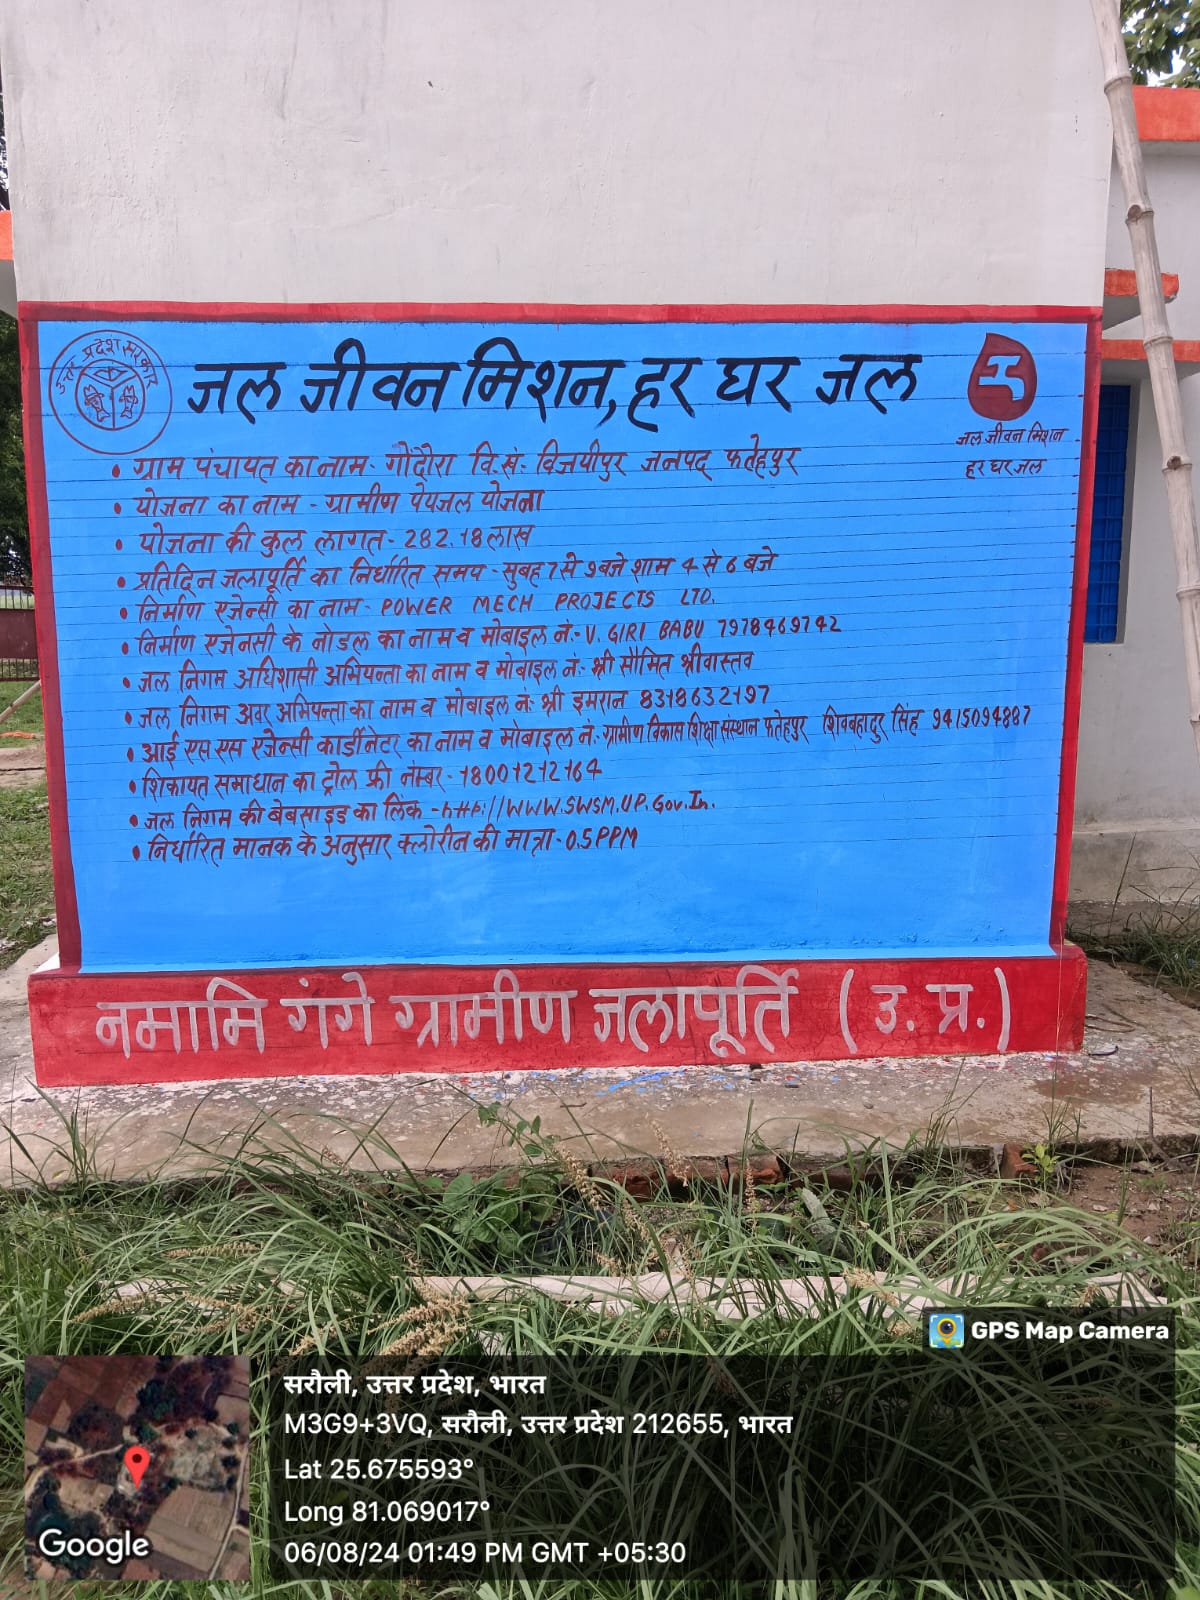 उत्तर प्रदेश सरकार
जल जीवन मिशन, हर घर जल
जल जीवन मिशन
हर घर जल
• ग्राम पंचायत का नाम- गौंदौरा वि.खं:- विजयीपुर जनपद फतेहपुर
• योजना का नाम - ग्रामीण पेयजल योजना
• योजना की कुल लागत- 282.18 लाख
• प्रतिदिन जलापूर्ति का निर्धारित समय - सुबह 7 से 9 बजे शाम 4 से 6 बजे
• निर्माण एजेन्सी का नाम- POWER MECH PROJECTS LTD.
• निर्माण एजेनसी के नोडल का नाम व मोबाइल नं:- V. GIRI BABU 7978469742
• जल निगम अधिशासी अभियन्ता का नाम व मोबाइल नं:- श्री सौमित श्रीवास्तव
• जल निगम अवर अभियन्ता का नाम व मोबाइल नं:- श्री इमरान 8318632197
• आई एस एस एजेन्सी कार्डीनेटर का नाम व मोबाइल नं:- ग्रामीण विकास शिक्षा संस्थान फतेहपुर शिवबहादुर सिंह 9415094887
• शिकायत समाधान का ट्रोल फ्री नम्बर - 18001212164
• जल निगम की बेबसाइड का लिंक -http://WWW.SWSM.UP.Gov.In.
• निर्धारित मानक के अनुसार क्लोरीन की मात्रा- 0.5 PPM
नमामि गंगे ग्रामीण जलापूर्ति ( उ. प्र. )
GPS Map Camera
सरौली, उत्तर प्रदेश, भारत
M3G9+3VQ, सरौली, उत्तर प्रदेश 212655, भारत
Lat 25.675593°
Long 81.069017°
06/08/24 01:49 PM GMT +05:30
Google